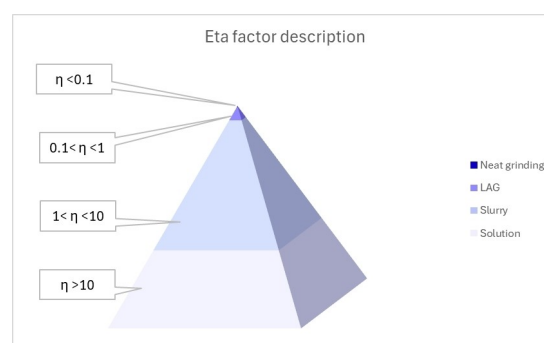 Eta factor description
η <0.1
0.1< η <1
1< η <10
η >10
Neat grinding
LAG
Slurry
Solution